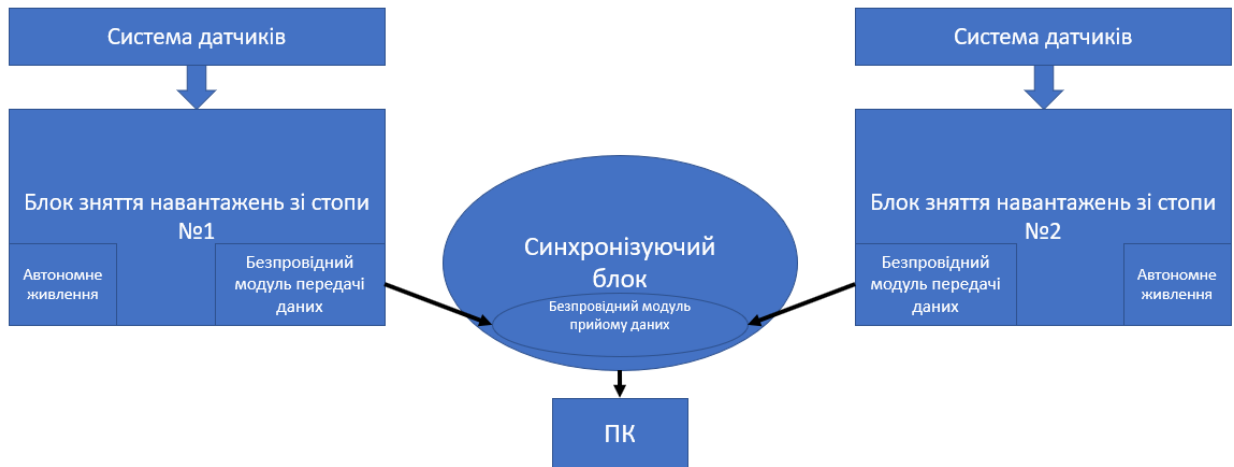 Система датчиків
Блок зняття навантажень зі стопи
№1
Автономне
живлення
Безпровідний
модуль передачі
даних
Синхронізуючий
блок
Безпровідний модуль
прийому даних
ПК
Система датчиків
Блок зняття навантажень зі стопи
№2
Безпровідний
модуль передачі
даних
Автономне
живлення